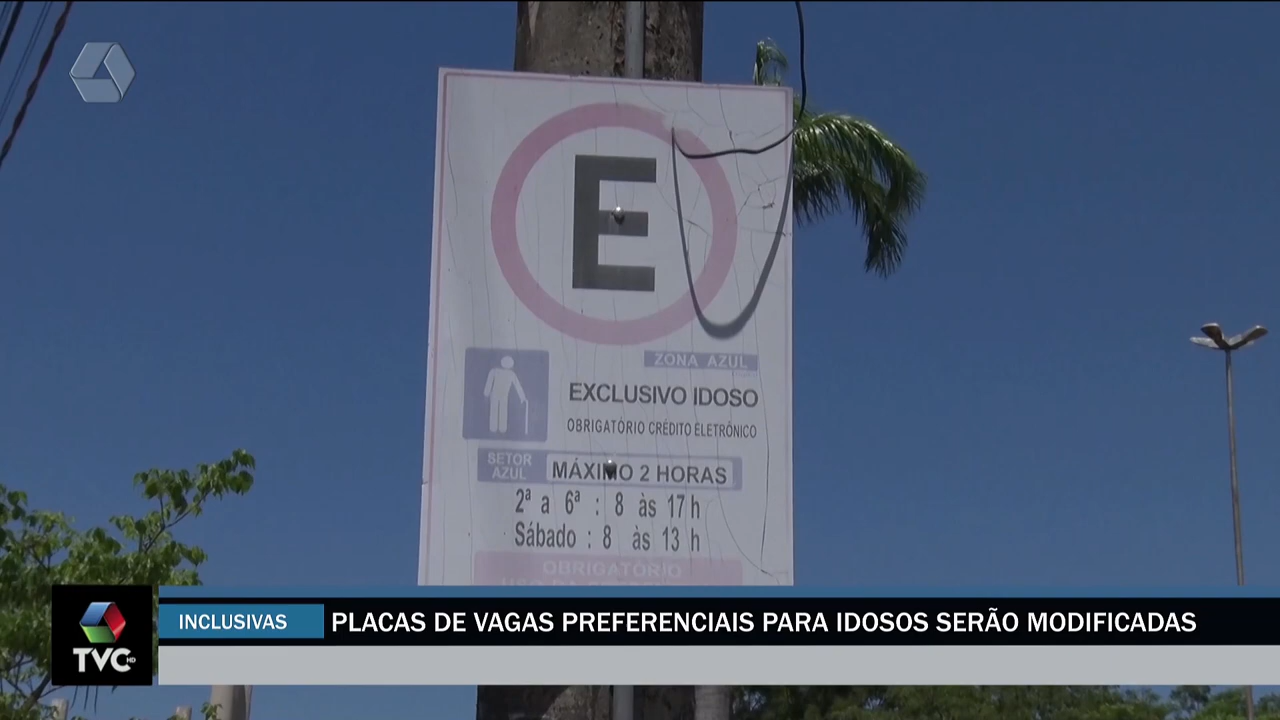 E
ZONA AZUL
EXCLUSIVO IDOSO
OBRIGATÓRIO CRÉDITO ELETRÔNICO
SETOR AZUL
MÁXIMO 2 HORAS
2ª a 6ª : 8 às 17 h
Sábado : 8 às 13 h
OBRIGATÓRIO
INCLUSIVAS
PLACAS DE VAGAS PREFERENCIAIS PARA IDOSOS SERÃO MODIFICADAS
TVC HD